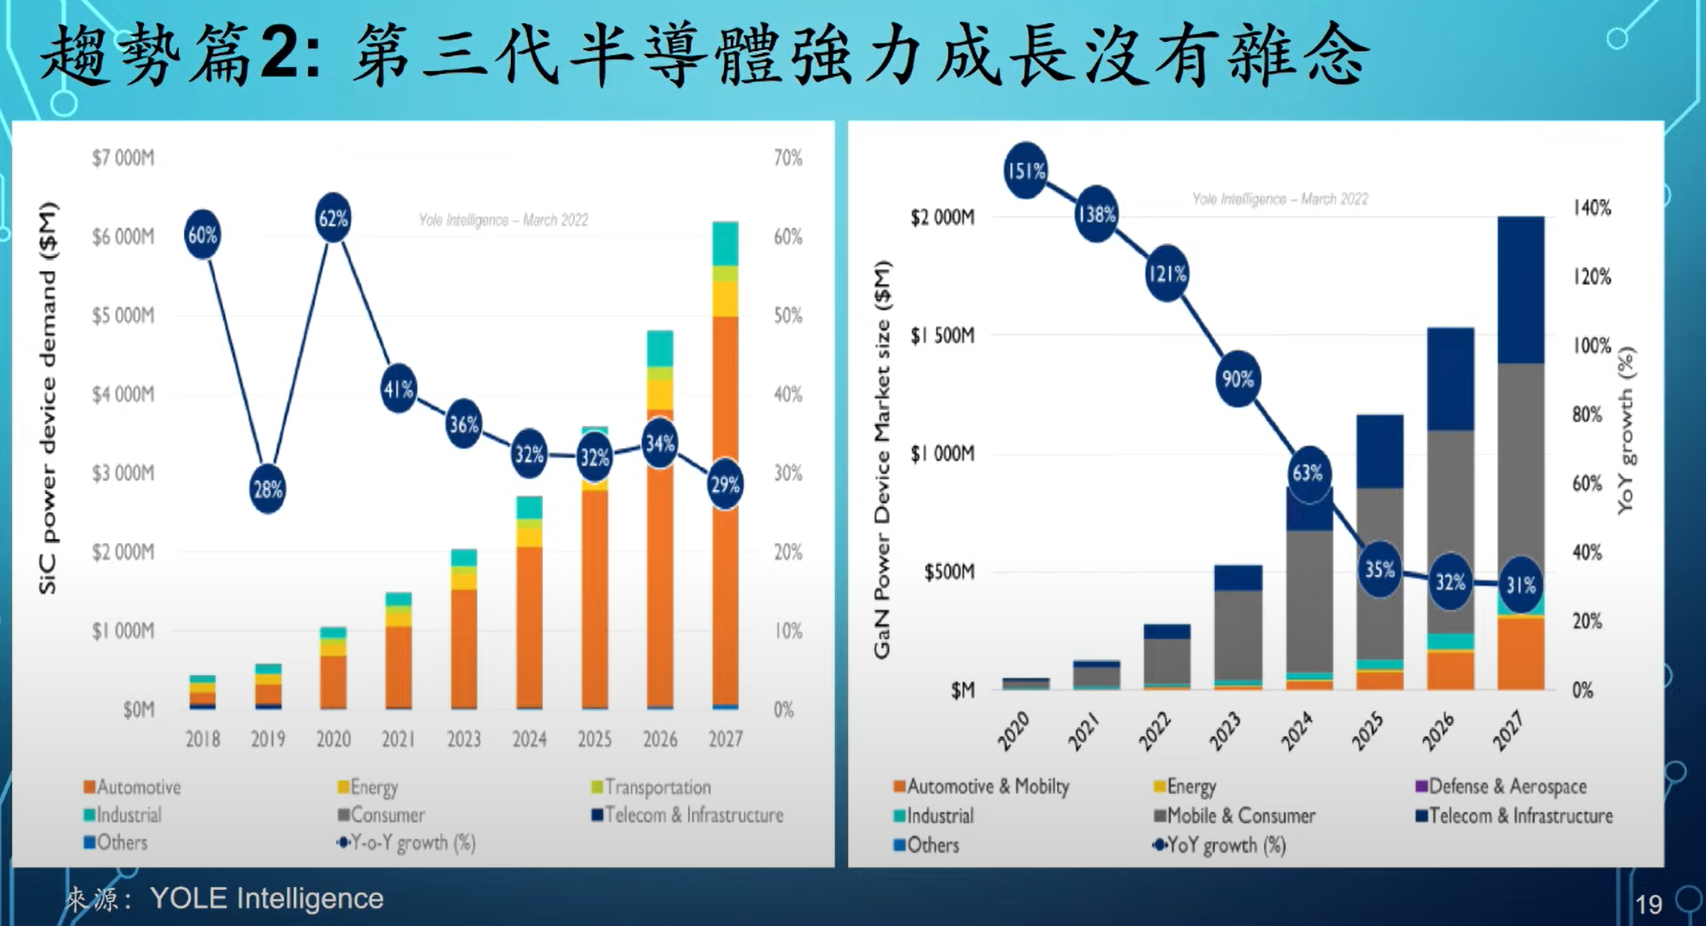 趨勢篇2: 第三代半導體強力成長沒有雜念
SiC power device demand ($M)
$7 000M
$6 000M
$5 000M
$4 000M
$3 000M
$2 000M
$1 000M
$0M
70%
60%
50%
40%
30%
20%
10%
0%
Yole Intelligence – March 2022
60%
28%
62%
41%
36%
32%
32%
34%
29%
2018 2019 2020 2021 2023 2024 2025 2026 2027
Automotive Energy Transportation
Industrial Consumer Telecom & Infrastructure
Others Y-o-Y growth (%)
GaN Power Device Market size ($M)
$2 000M
$1 500M
$1 000M
$500M
$M
YoY growth (%)
140%
120%
100%
80%
60%
40%
20%
0%
Yole Intelligence – March 2022
151%
138%
121%
90%
63%
35%
32%
31%
2020 2021 2022 2023 2024 2025 2026 2027
Automotive & Mobilty Energy Defense & Aerospace
Industrial Mobile & Consumer Telecom & Infrastructure
Others YoY growth (%)
來源: YOLE Intelligence
19